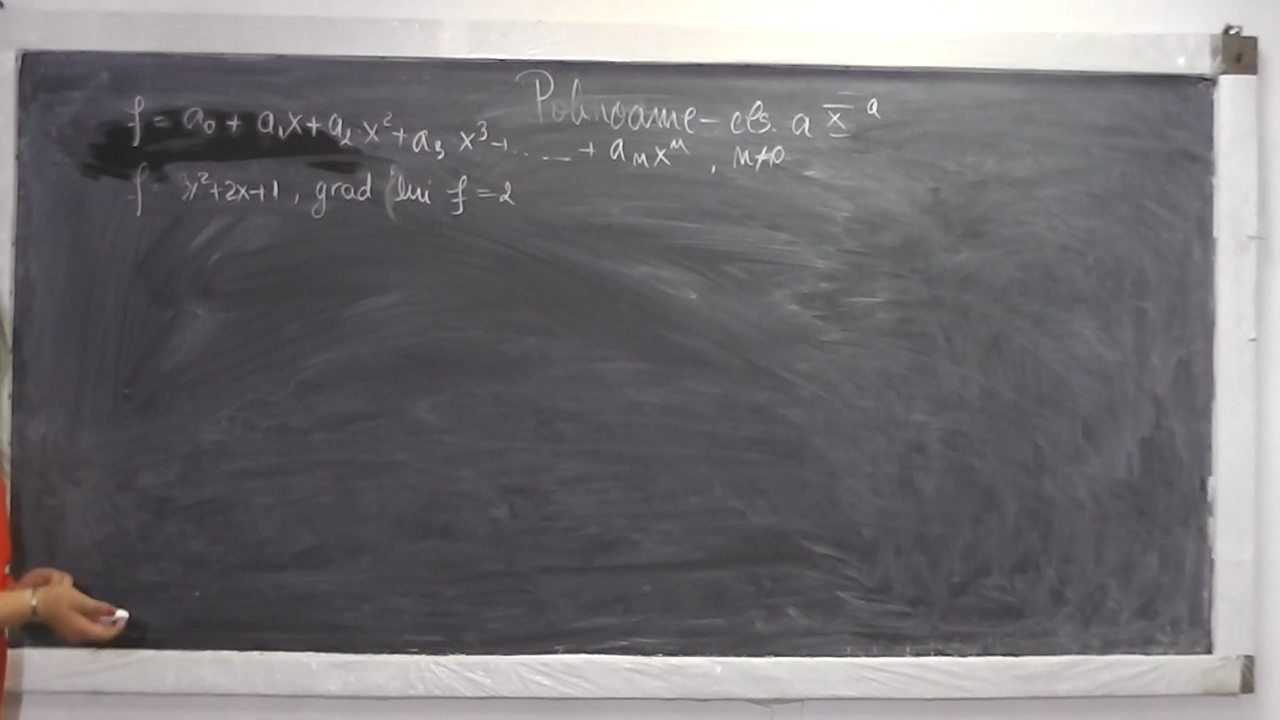 Polinoame - cls. a X a
f = a₀ + a₁x + a₂·x² + a₃ x³ + ..... + aₙxⁿ, n≠0
f = 3x²+2x+1, grad lui f = 2